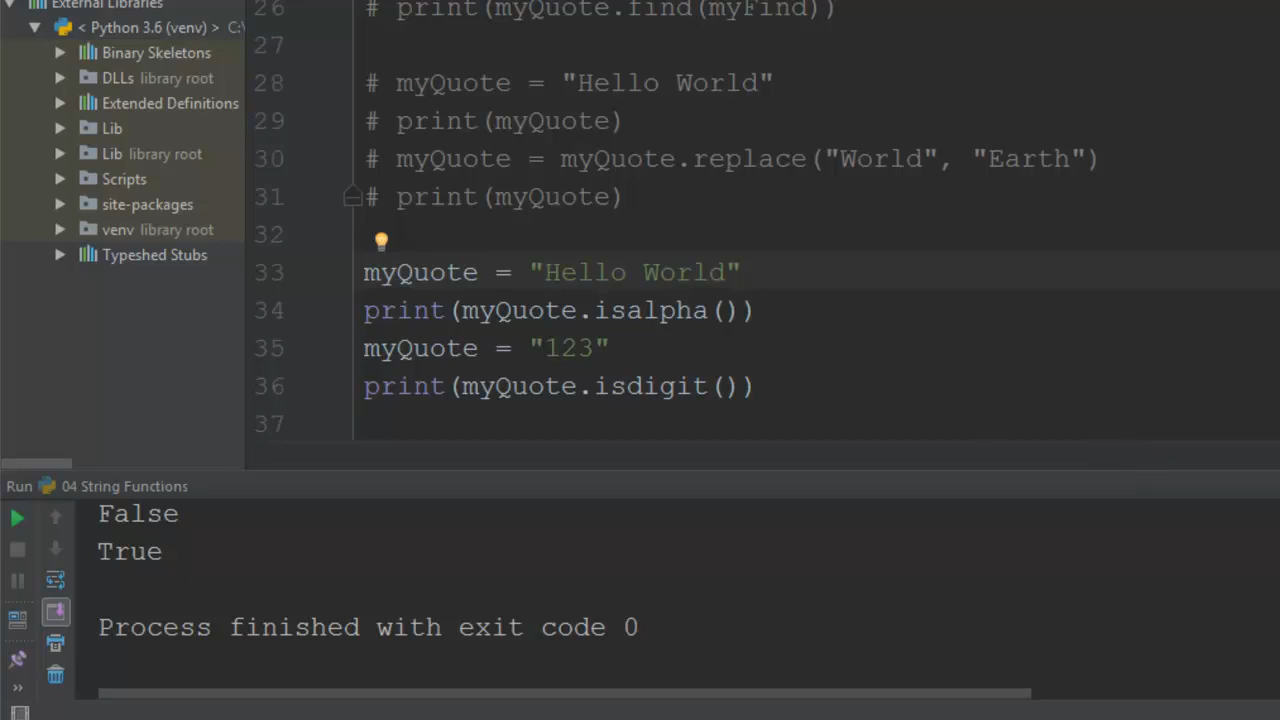 External Libraries
< Python 3.6 (venv) > C:\
Binary Skeletons
DLLs library root
Extended Definitions
Lib
Lib library root
Scripts
site-packages
venv library root
Typeshed Stubs
26 # print(myQuote.find(myFind))
27
28 # myQuote = "Hello World"
29 # print(myQuote)
30 # myQuote = myQuote.replace("World", "Earth")
31 # print(myQuote)
32
33 myQuote = "Hello World"
34 print(myQuote.isalpha())
35 myQuote = "123"
36 print(myQuote.isdigit())
37
Run 04 String Functions
False
True
Process finished with exit code 0